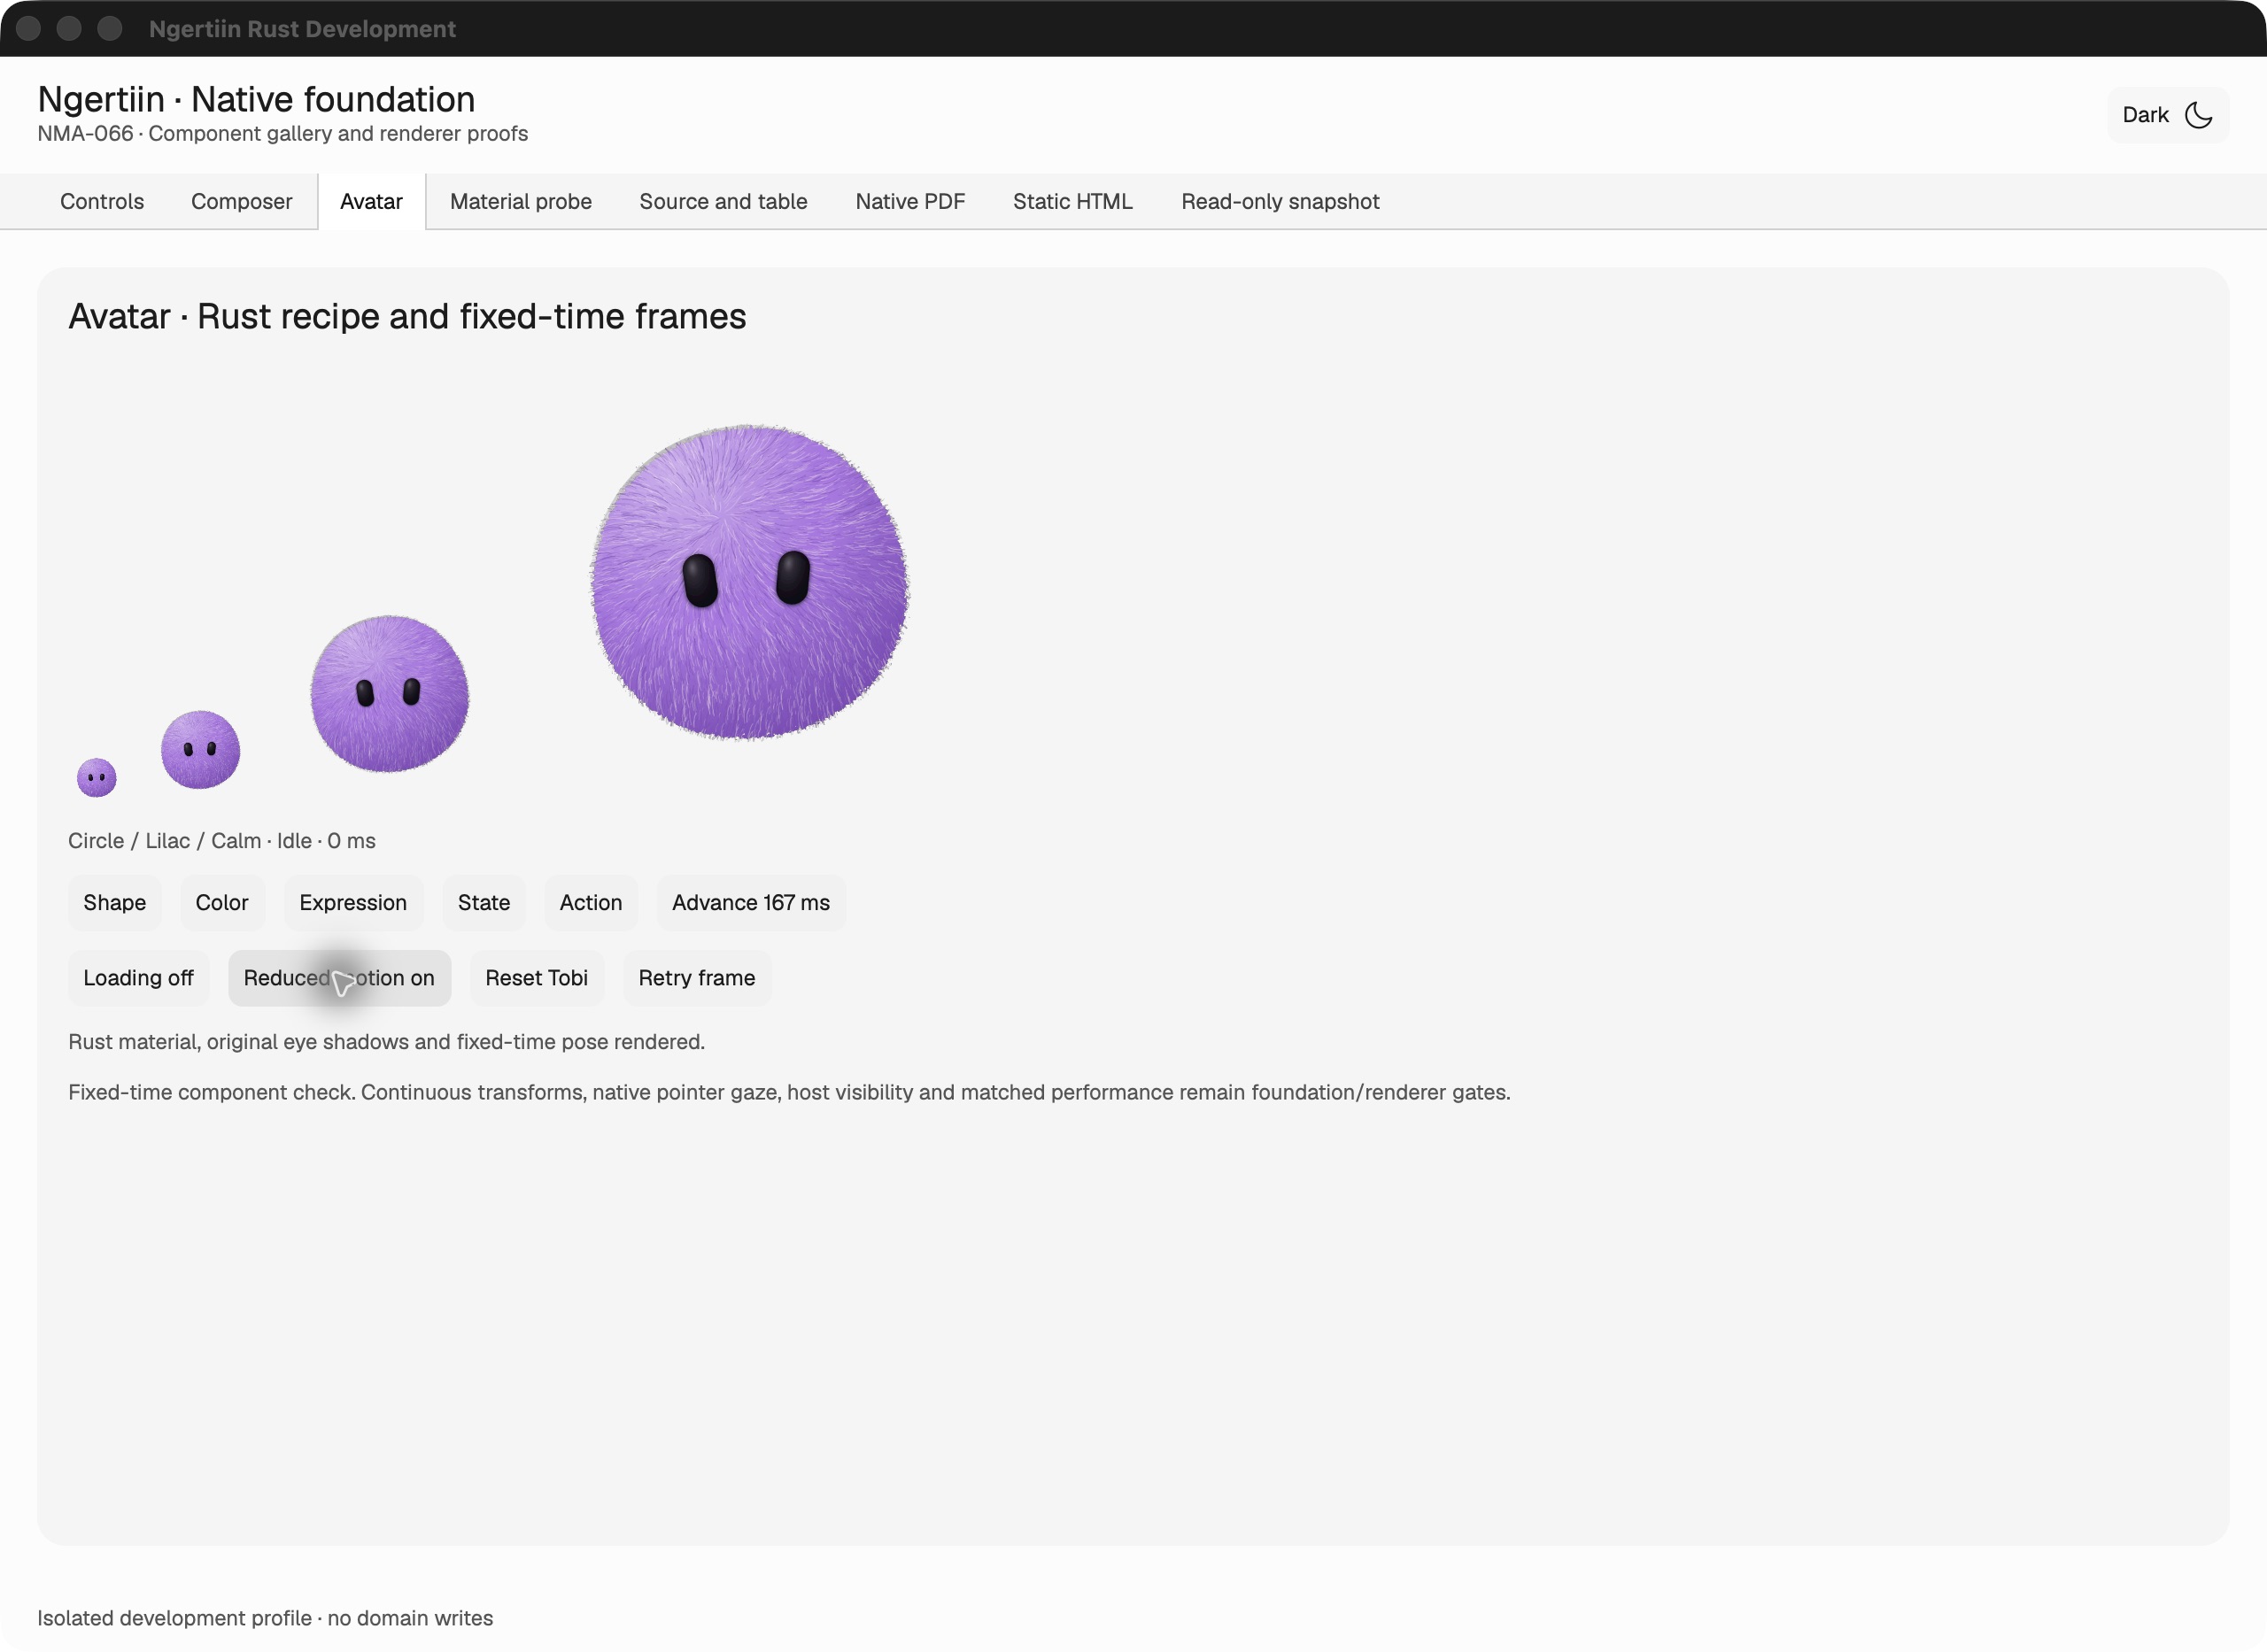 Ngertiin Rust Development
Ngertiin · Native foundation
NMA-066 · Component gallery and renderer proofs
Dark
Controls
Composer
Avatar
Material probe
Source and table
Native PDF
Static HTML
Read-only snapshot
Avatar · Rust recipe and fixed-time frames
Circle / Lilac / Calm · Idle · 0 ms
Shape
Color
Expression
State
Action
Advance 167 ms
Loading off
Reduced motion on
Reset Tobi
Retry frame
Rust material, original eye shadows and fixed-time pose rendered.
Fixed-time component check. Continuous transforms, native pointer gaze, host visibility and matched performance remain foundation/renderer gates.
Isolated development profile · no domain writes